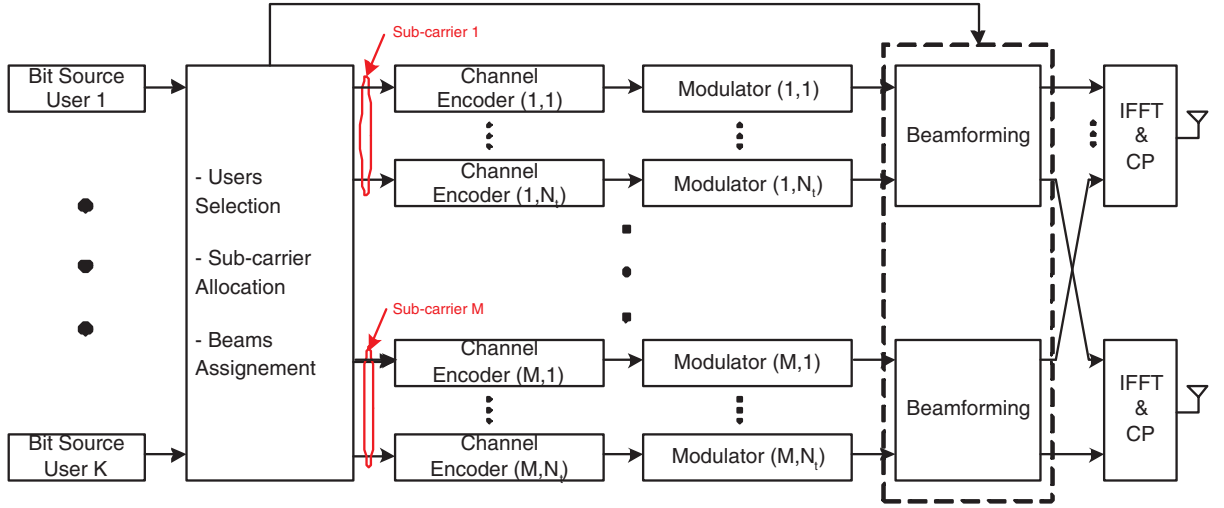 Sub-carrier 1
Bit Source
User 1
Channel
Encoder (1,1)
Modulator (1,1)
Beamforming
IFFT
&
CP
- Users
Selection
Channel
Encoder (1,Nt)
Modulator (1,Nt)
- Sub-carrier
Allocation
Sub-carrier M
- Beams
Assignement
Channel
Encoder (M,1)
Modulator (M,1)
Beamforming
IFFT
&
CP
Bit Source
User K
Channel
Encoder (M,Nt)
Modulator (M,Nt)